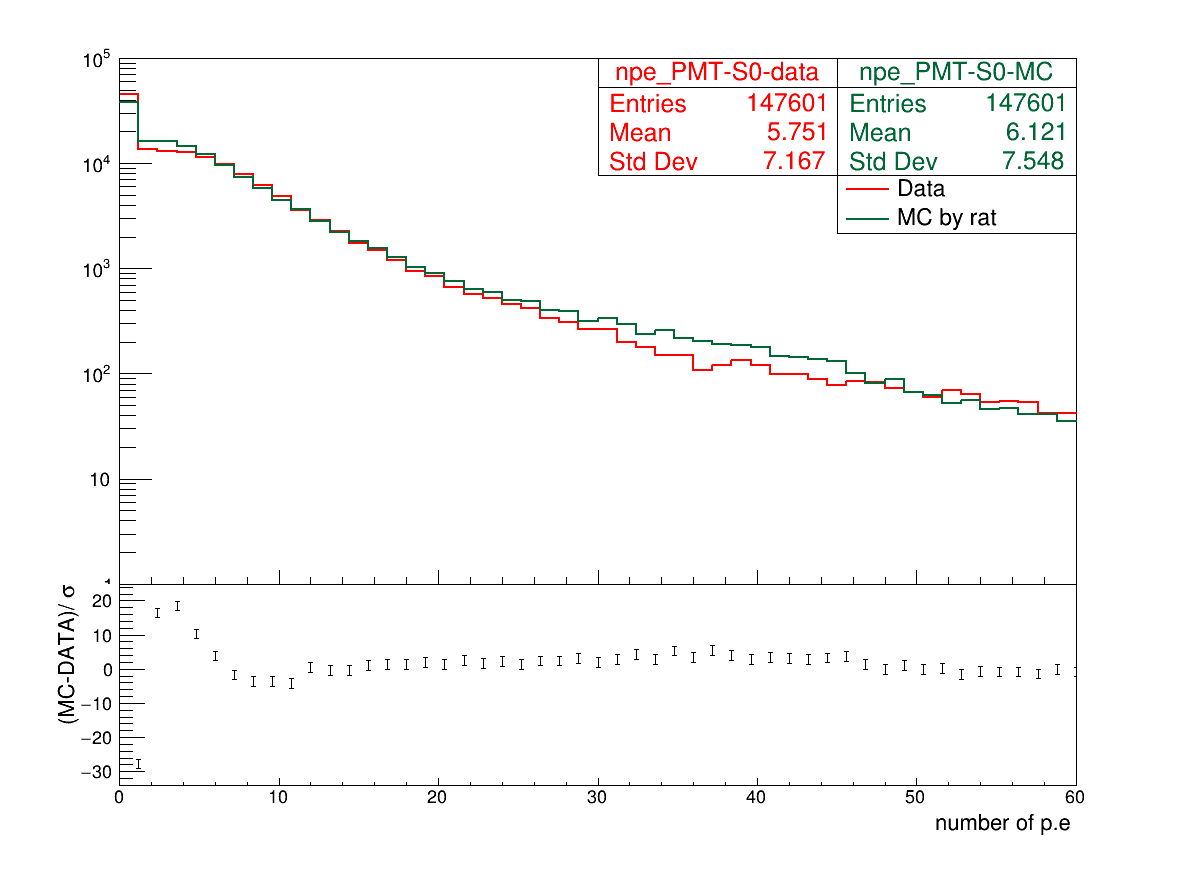 10^5
npe_PMT-S0-data
Entries 147601
Mean 5.751
Std Dev 7.167
npe_PMT-S0-MC
Entries 147601
Mean 6.121
Std Dev 7.548
Data
MC by rat
10^4
10^3
10^2
10
(MC-DATA)/ σ
20
10
0
−10
−20
−30
0 10 20 30 40 50 60
number of p.e